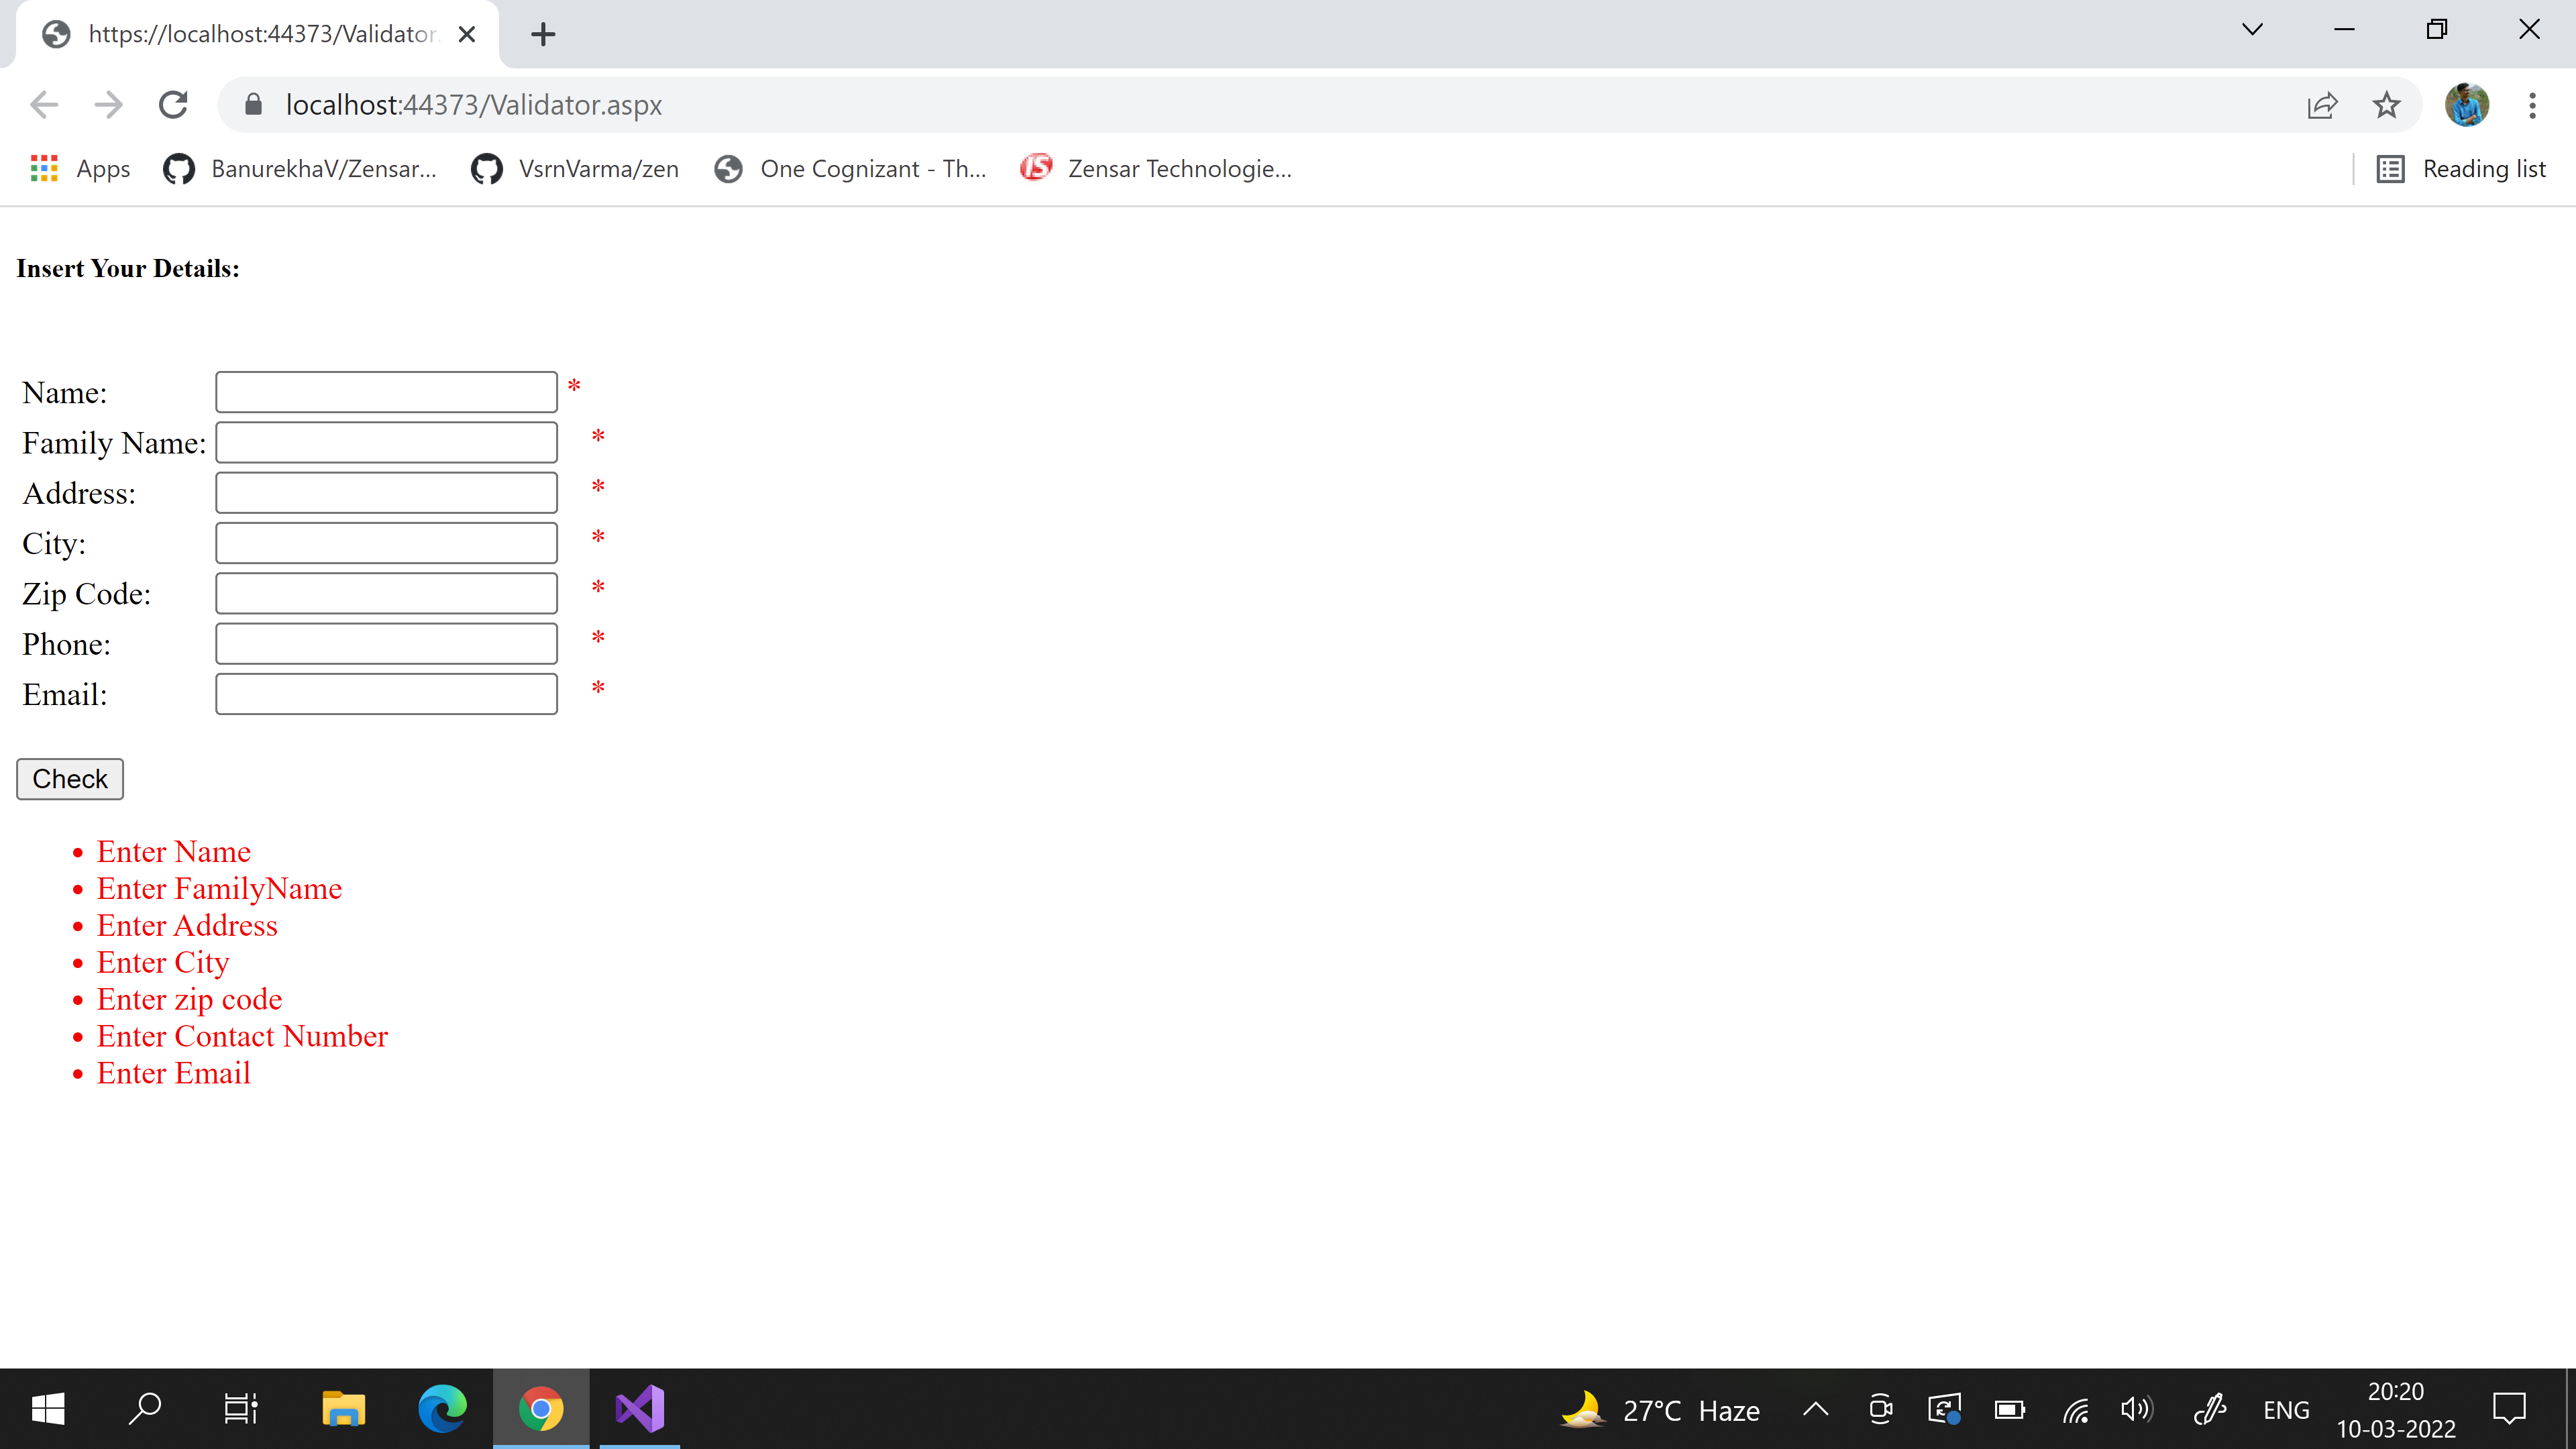 https://localhost:44373/Validator.
localhost:44373/Validator.aspx
Apps BanurekhaV/Zensar... VsrnVarma/zen One Cognizant - Th... Zensar Technologie... Reading list
Insert Your Details:
Name: *
Family Name: *
Address: *
City: *
Zip Code: *
Phone: *
Email: *
Check
• Enter Name
• Enter FamilyName
• Enter Address
• Enter City
• Enter zip code
• Enter Contact Number
• Enter Email
27°C Haze ENG 20:20
10-03-2022